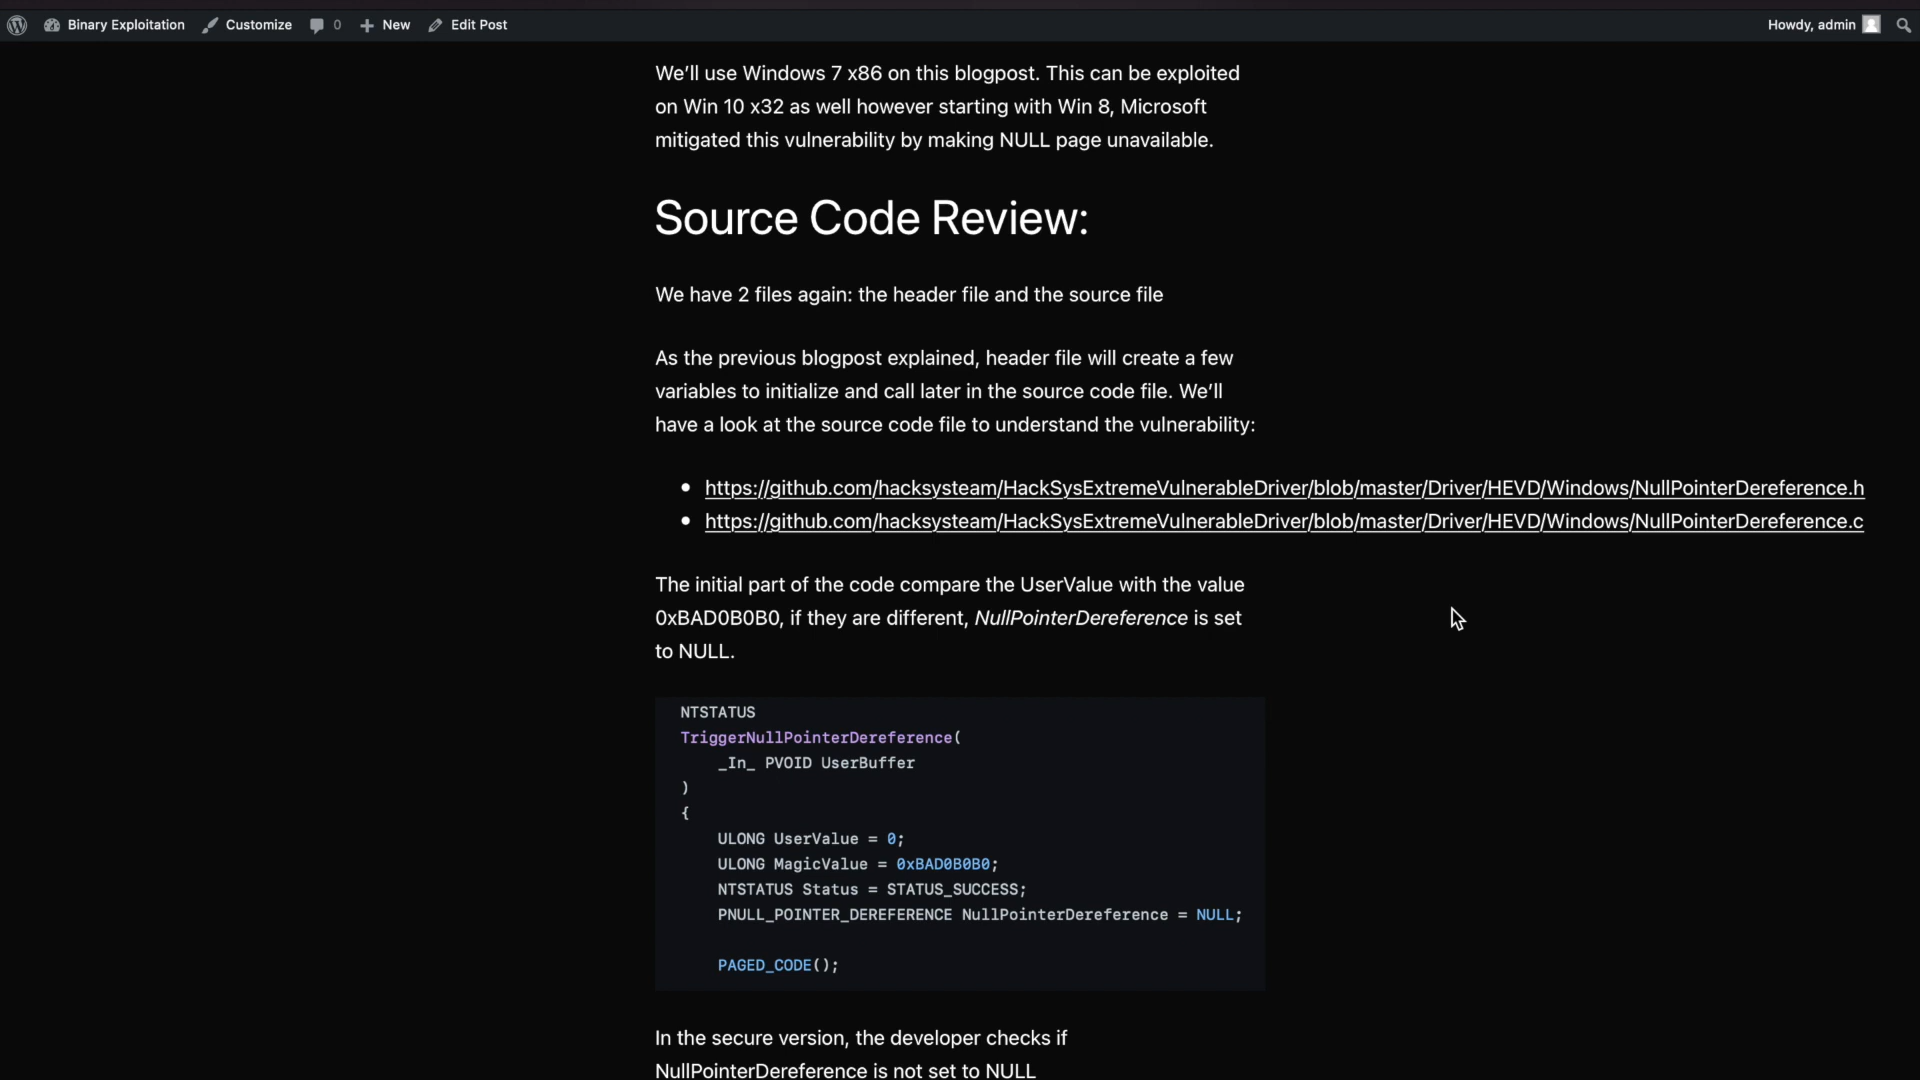 Binary Exploitation Customize 0 New Edit Post Howdy, admin
We’ll use Windows 7 x86 on this blogpost. This can be exploited
on Win 10 x32 as well however starting with Win 8, Microsoft
mitigated this vulnerability by making NULL page unavailable.
Source Code Review:
We have 2 files again: the header file and the source file
As the previous blogpost explained, header file will create a few
variables to initialize and call later in the source code file. We’ll
have a look at the source code file to understand the vulnerability:
• https://github.com/hacksysteam/HackSysExtremeVulnerableDriver/blob/master/Driver/HEVD/Windows/NullPointerDereference.h
• https://github.com/hacksysteam/HackSysExtremeVulnerableDriver/blob/master/Driver/HEVD/Windows/NullPointerDereference.c
The initial part of the code compare the UserValue with the value
0xBAD0B0B0, if they are different, NullPointerDereference is set
to NULL.
NTSTATUS
TriggerNullPointerDereference(
    _In_ PVOID UserBuffer
)
{
    ULONG UserValue = 0;
    ULONG MagicValue = 0xBAD0B0B0;
    NTSTATUS Status = STATUS_SUCCESS;
    PNULL_POINTER_DEREFERENCE NullPointerDereference = NULL;
    PAGED_CODE();
In the secure version, the developer checks if
NullPointerDereference is not set to NULL